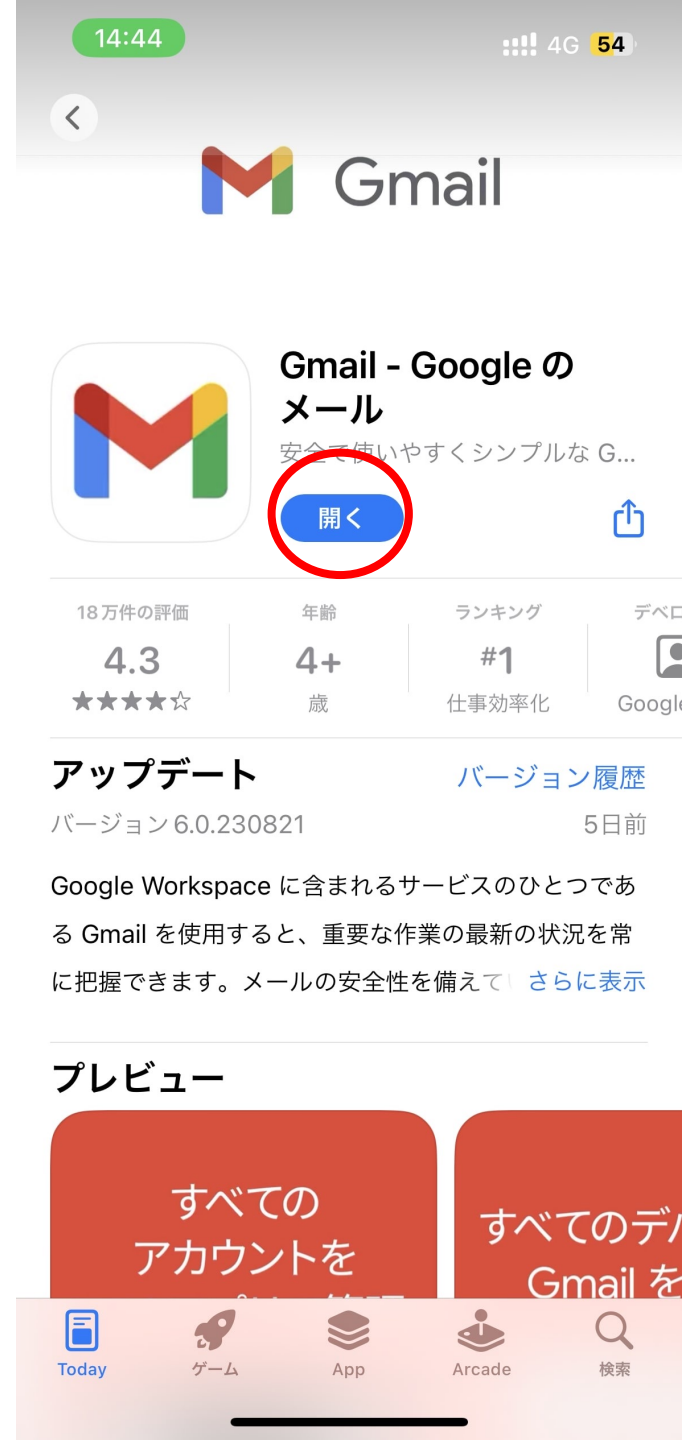 14:44
4G 54
Gmail
Gmail - Google の
メール
安全で使いやすくシンプルな G...
開く
18万件の評価
年齢
ランキング
デベロ
4.3
4+
#1
★★★★☆
歳
仕事効率化
Google
アップデート
バージョン履歴
バージョン 6.0.230821
5日前
Google Workspace に含まれるサービスのひとつであ
る Gmail を使用すると、重要な作業の最新の状況を常
に把握できます。メールの安全性を備えてい
さらに表示
プレビュー
すべての
アカウントを
すべてのデバ
Gmail を
Today
ゲーム
App
Arcade
検索